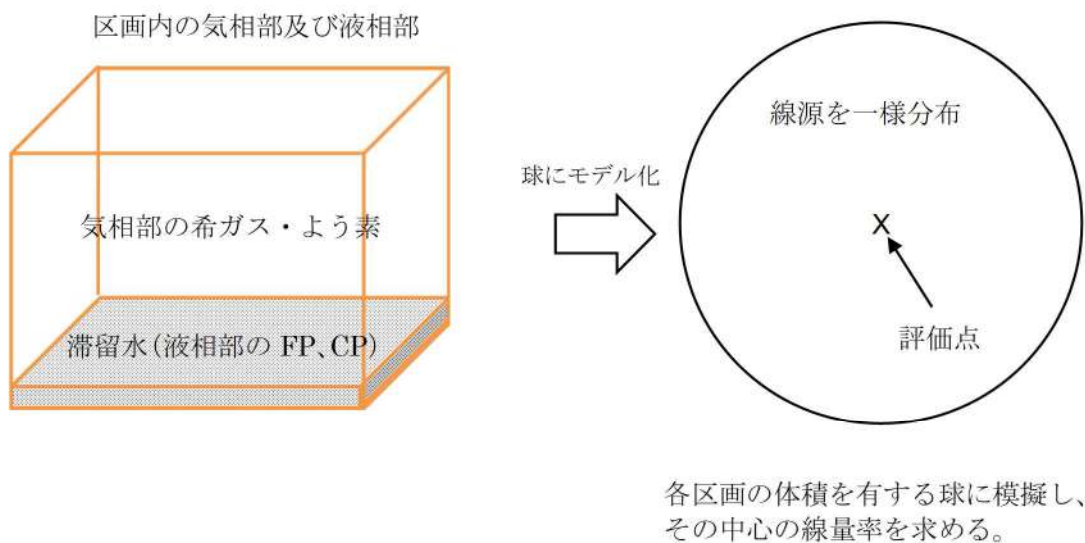 区画内の気相部及び液相部
気相部の希ガス・よう素
滞留水(液相部の FP、CP)
球にモデル化
線源を一様分布
X
評価点
各区画の体積を有する球に模擬し、
その中心の線量率を求める。